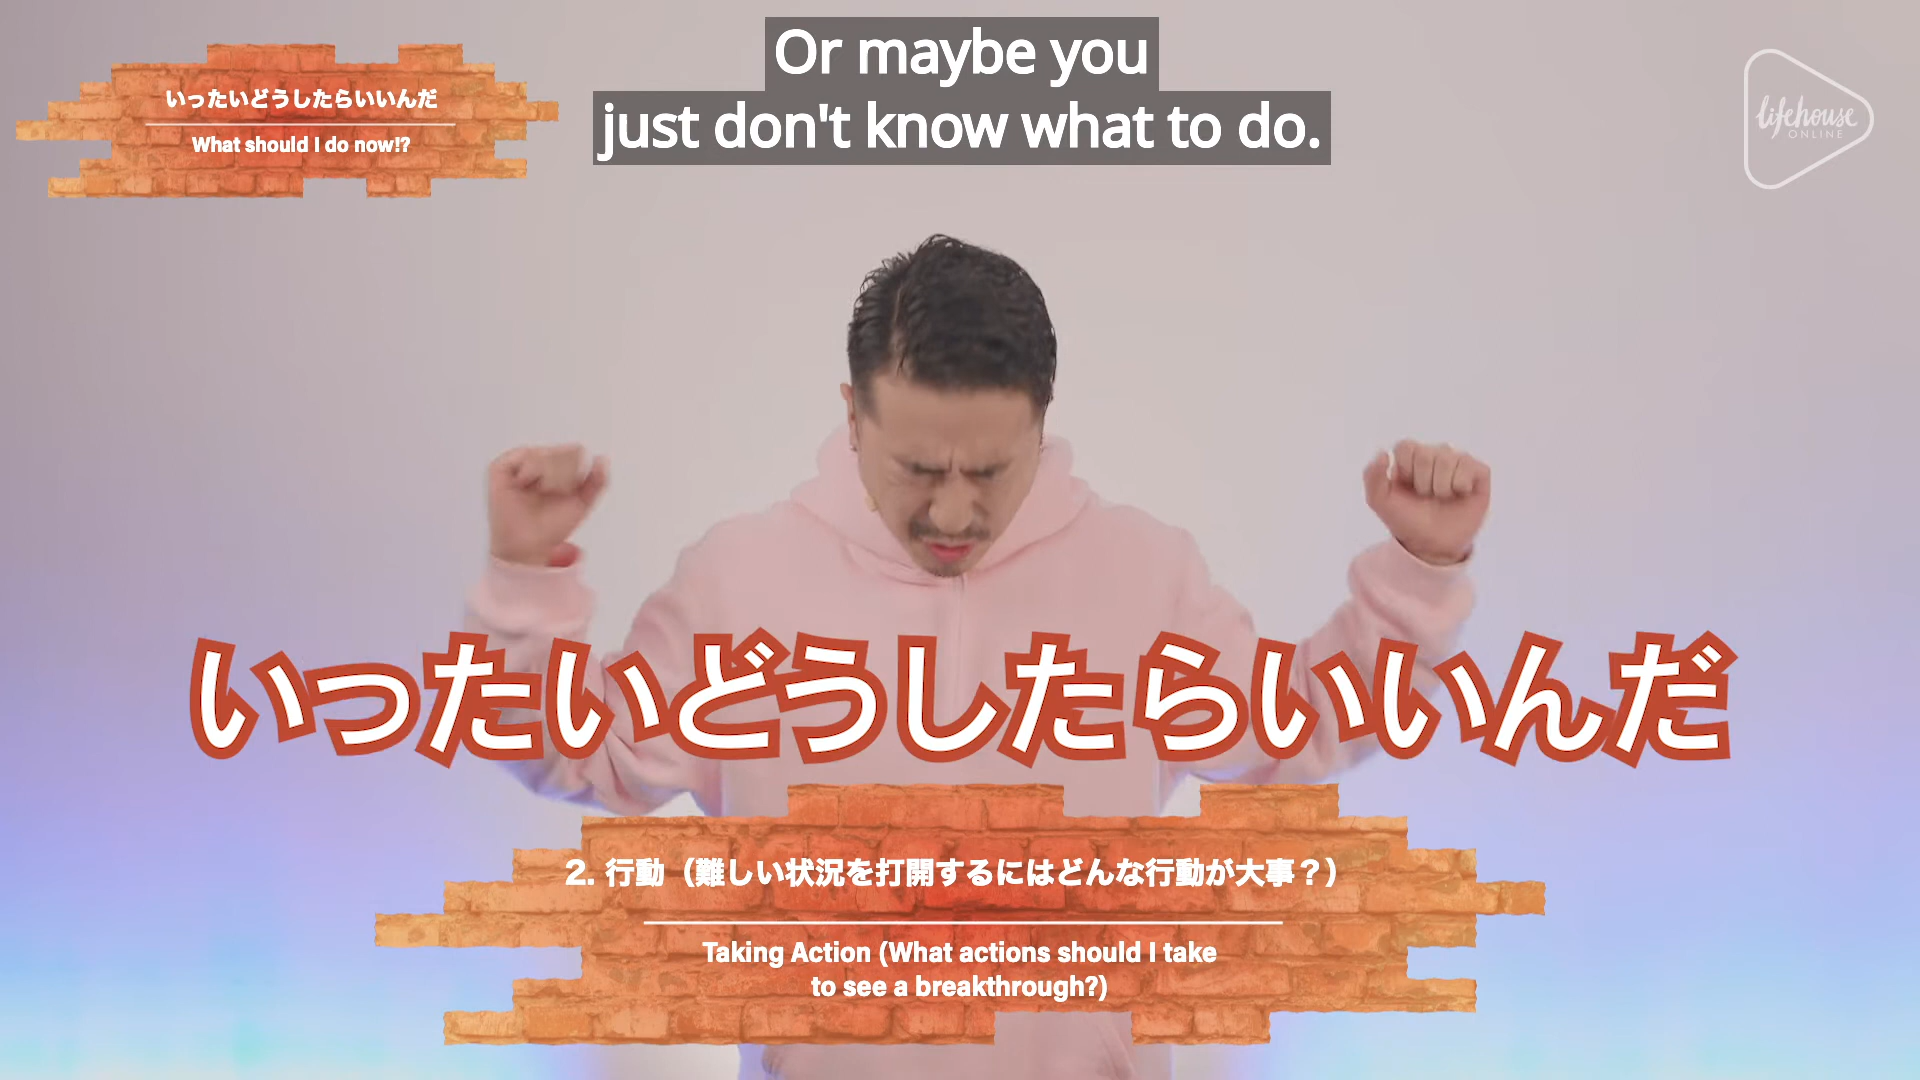 Or maybe you
just don't know what to do.
いったいどうしたらいいんだ
What should I do now!?
lifehouse
ONLINE
いったいどうしたらいいんだ
2. 行動（難しい状況を打開するにはどんな行動が大事？）
Taking Action (What actions should I take
to see a breakthrough?)